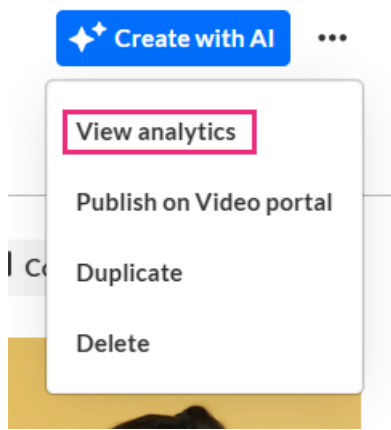 Create with AI
View analytics
Publish on Video portal
Duplicate
Delete